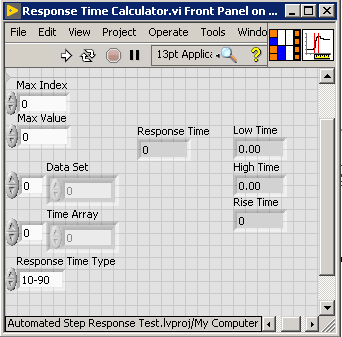 Response Time Calculator.vi Front Panel on ...
File Edit View Project Operate Tools Windo
13pt Applica
Max Index
0
Max Value
0
Response Time
0
Low Time
0.00
High Time
0.00
Rise Time
0
Data Set
0
0
Time Array
0
0
Response Time Type
10-90
Automated Step Response Test.lvproj/My Computer